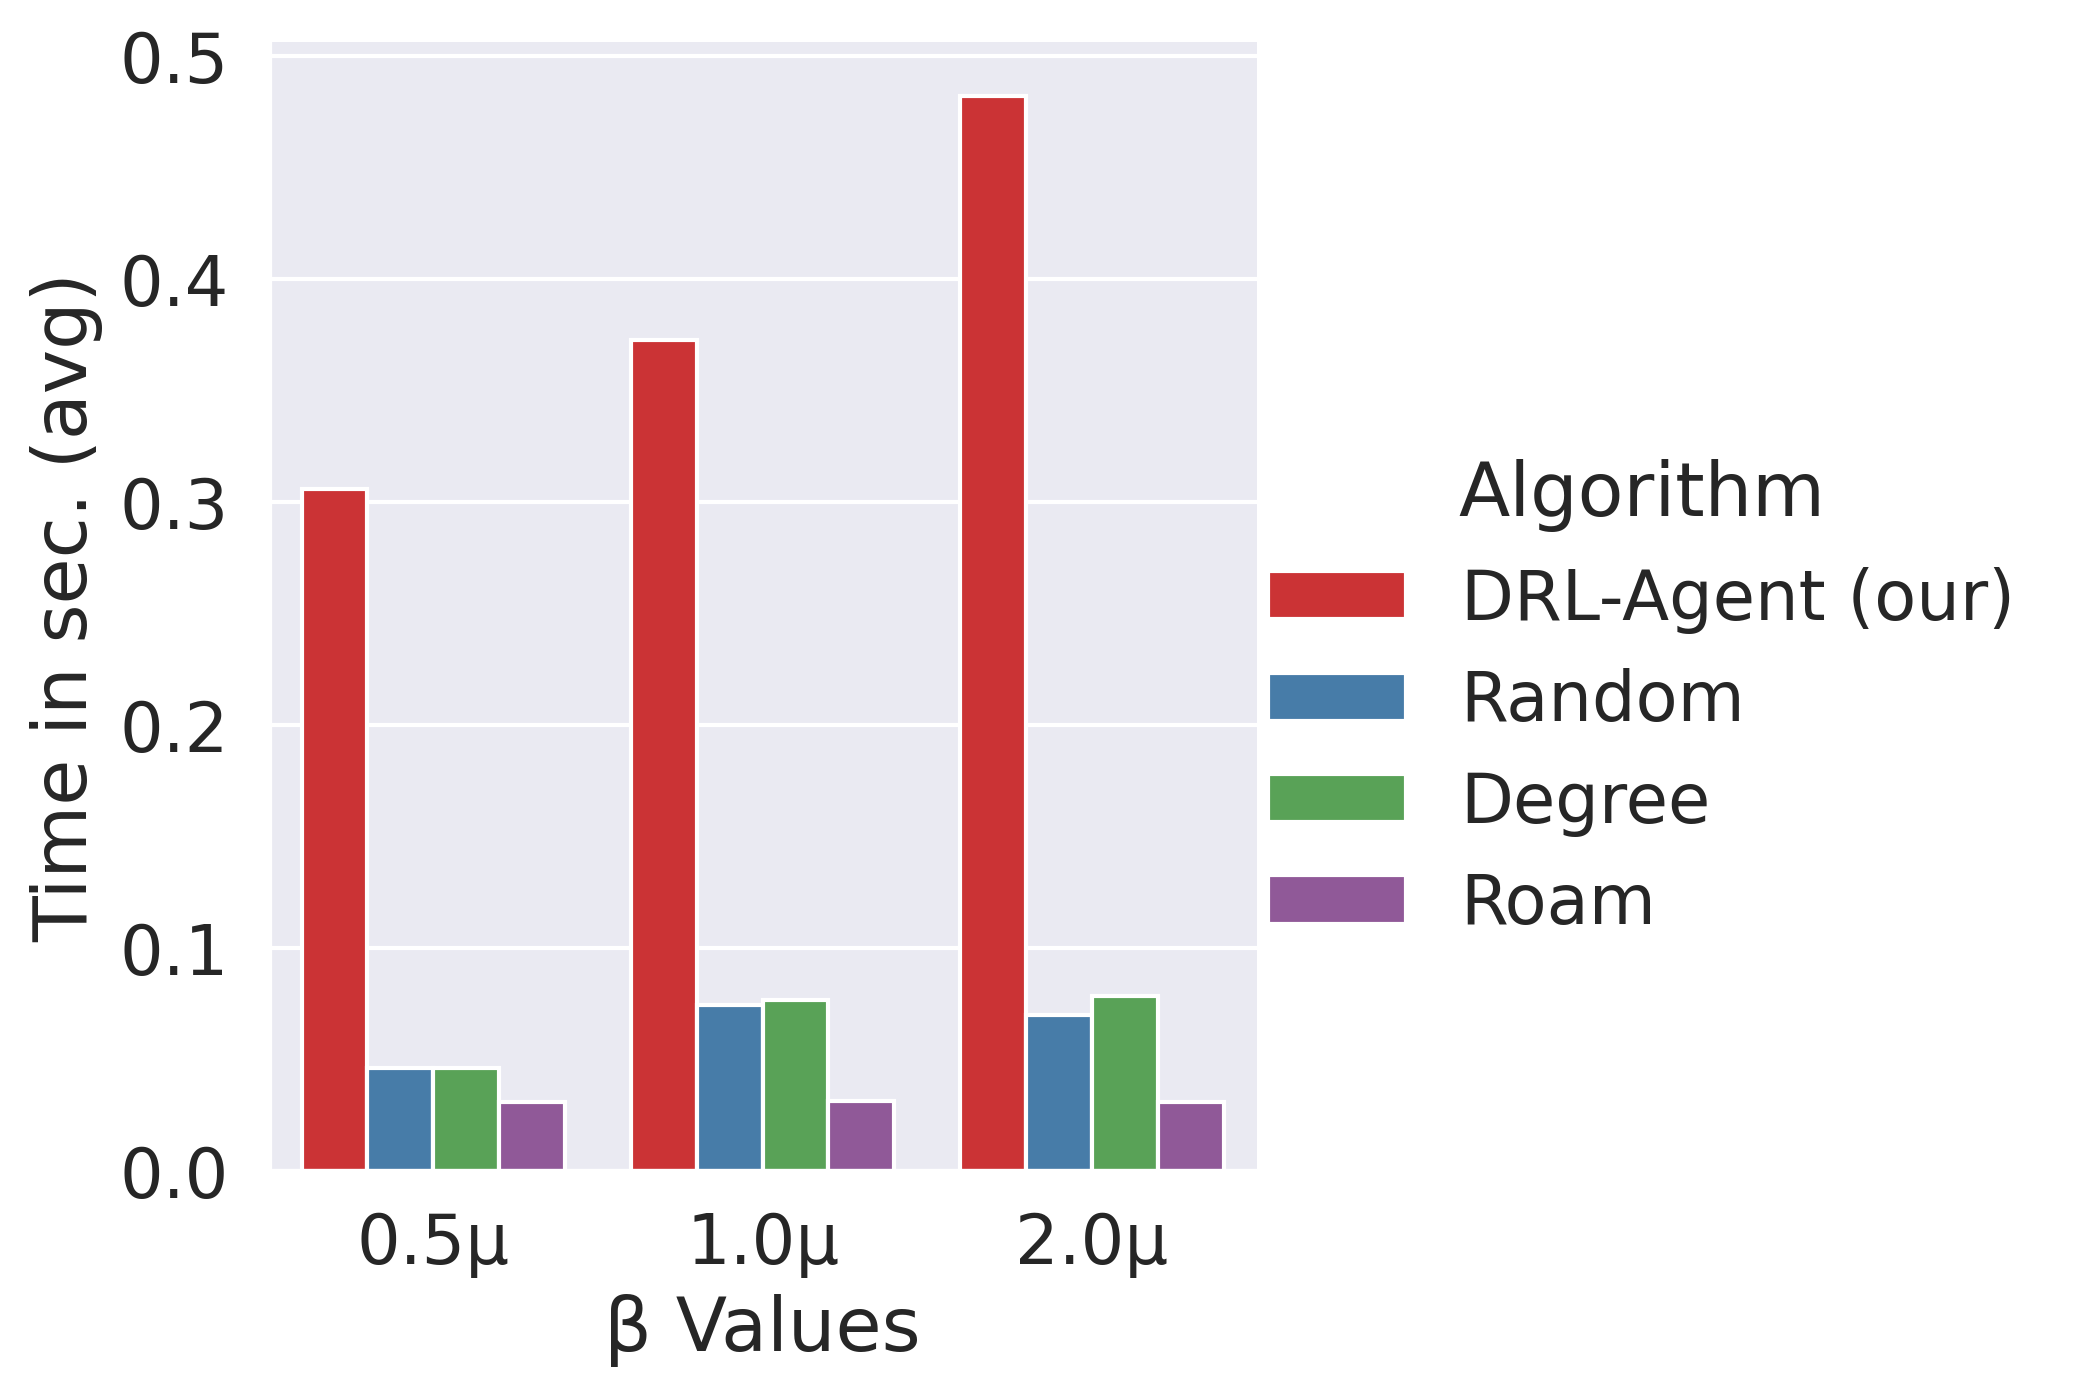 0.5
0.4
0.3
0.2
0.1
0.0
Time in sec. (avg)
0.5µ
1.0µ
2.0µ
β Values
Algorithm
DRL-Agent (our)
Random
Degree
Roam